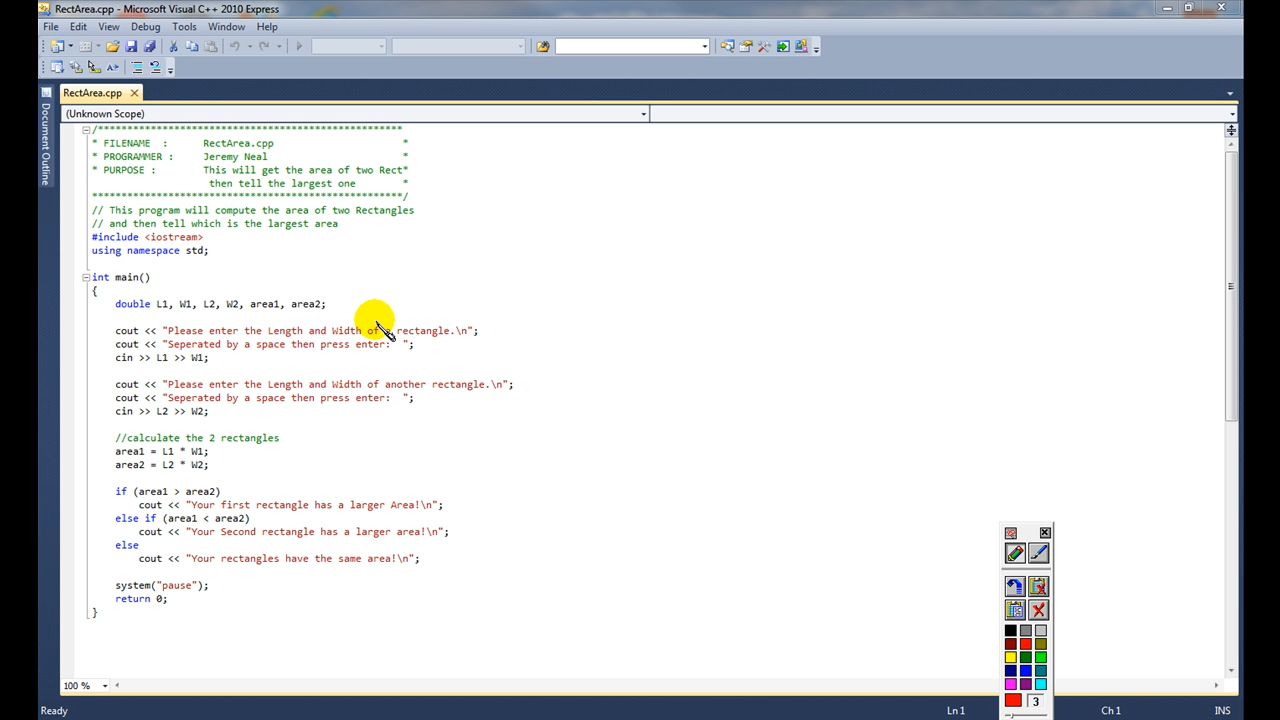 RectArea.cpp - Microsoft Visual C++ 2010 Express
File Edit View Debug Tools Window Help
RectArea.cpp
Document Outline
(Unknown Scope)
/****************************************************
* FILENAME : RectArea.cpp *
* PROGRAMMER : Jeremy Neal *
* PURPOSE : This will get the area of two Rect*
then tell the largest one *
*****************************************************/
// This program will compute the area of two Rectangles
// and then tell which is the largest area
#include <iostream>
using namespace std;
int main()
{
double L1, W1, L2, W2, area1, area2;
cout << "Please enter the Length and Width of a rectangle.\n";
cout << "Seperated by a space then press enter: ";
cin >> L1 >> W1;
cout << "Please enter the Length and Width of another rectangle.\n";
cout << "Seperated by a space then press enter: ";
cin >> L2 >> W2;
//calculate the 2 rectangles
area1 = L1 * W1;
area2 = L2 * W2;
if (area1 > area2)
cout << "Your first rectangle has a larger Area!\n";
else if (area1 < area2)
cout << "Your Second rectangle has a larger area!\n";
else
cout << "Your rectangles have the same area!\n";
system("pause");
return 0;
}
3
100 %
Ready Ln 1 Ch 1 INS